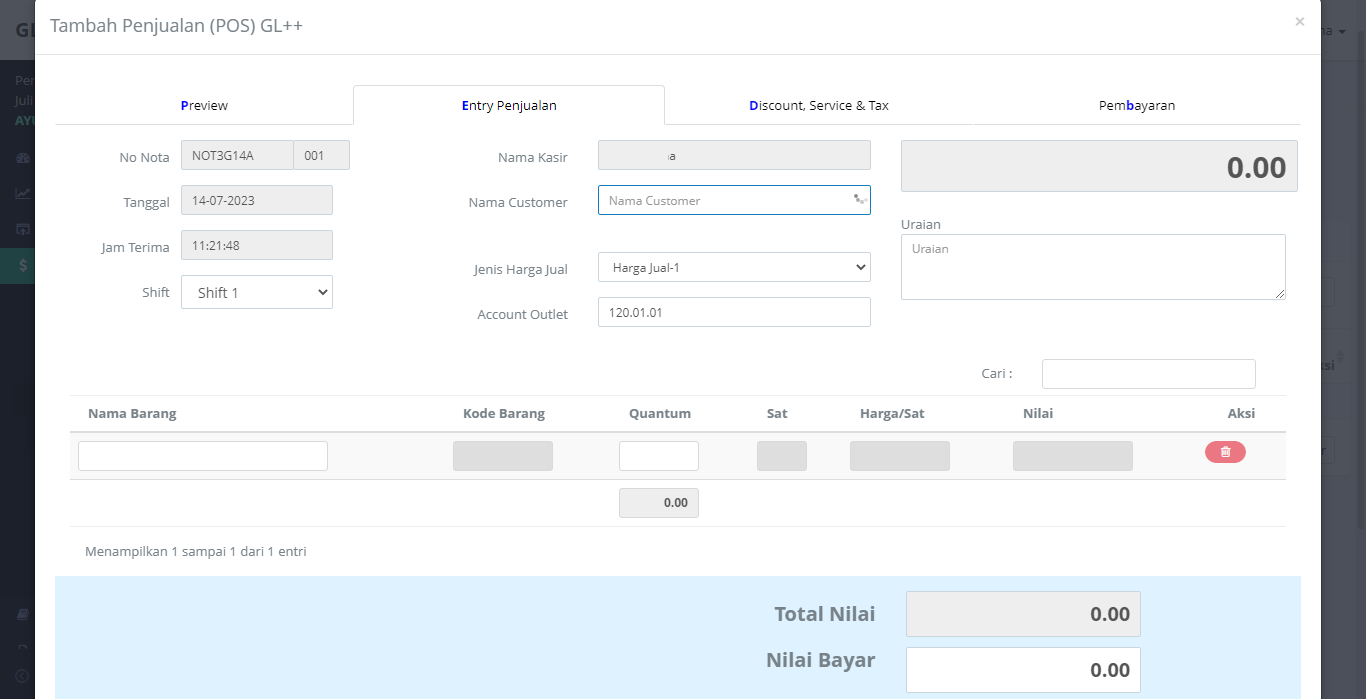 Tambah Penjualan (POS) GL++
×
Preview
Entry Penjualan
Discount, Service & Tax
Pembayaran
No Nota NOT3G14A 001
Tanggal 14-07-2023
Jam Terima 11:21:48
Shift Shift 1
Nama Kasir
Nama Customer Nama Customer
Jenis Harga Jual Harga Jual-1
Account Outlet 120.01.01
0.00
Uraian
Uraian
Cari :
Nama Barang Kode Barang Quantum Sat Harga/Sat Nilai Aksi
0.00
Menampilkan 1 sampai 1 dari 1 entri
Total Nilai 0.00
Nilai Bayar 0.00